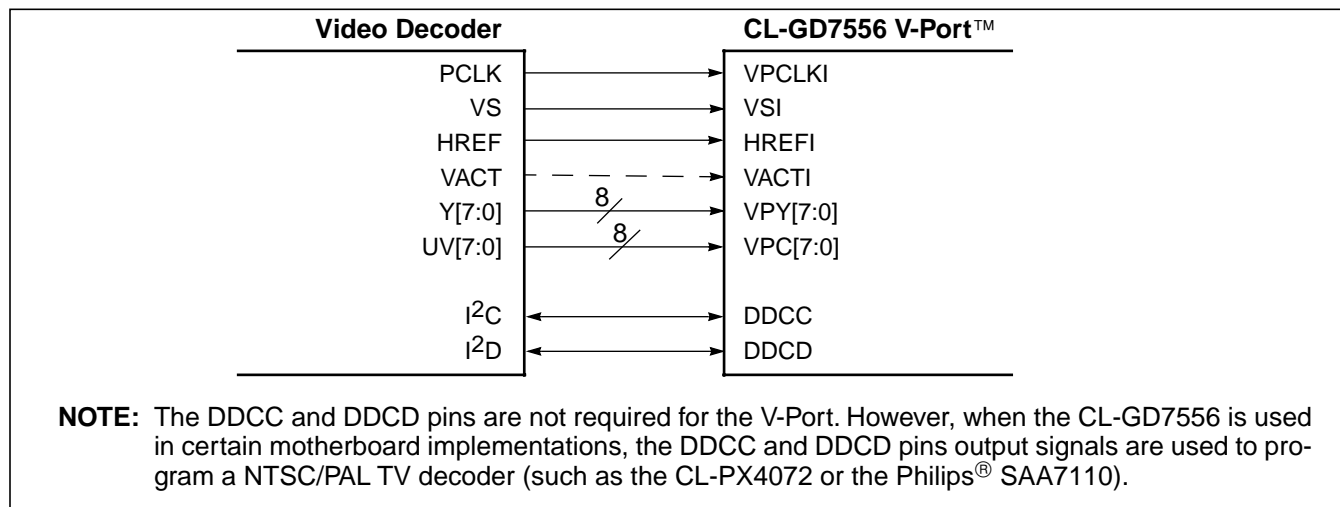 Video Decoder CL-GD7556 V-Port™
PCLK VPCLKI
VS VSI
HREF HREFI
VACT VACTI
Y[7:0] 8 VPY[7:0]
UV[7:0] 8 VPC[7:0]
I²C DDCC
I²D DDCD
NOTE: The DDCC and DDCD pins are not required for the V-Port. However, when the CL-GD7556 is used
in certain motherboard implementations, the DDCC and DDCD pins output signals are used to pro-
gram a NTSC/PAL TV decoder (such as the CL-PX4072 or the Philips® SAA7110).